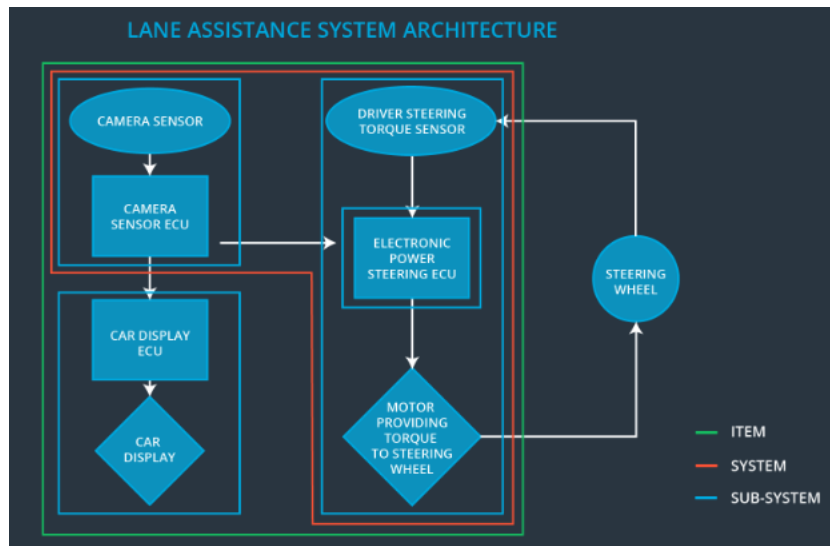 LANE ASSISTANCE SYSTEM ARCHITECTURE
CAMERA SENSOR
CAMERA
SENSOR ECU
CAR DISPLAY
ECU
CAR
DISPLAY
DRIVER STEERING
TORQUE SENSOR
ELECTRONIC
POWER
STEERING ECU
MOTOR
PROVIDING
TORQUE
TO STEERING
WHEEL
STEERING
WHEEL
ITEM
SYSTEM
SUB-SYSTEM